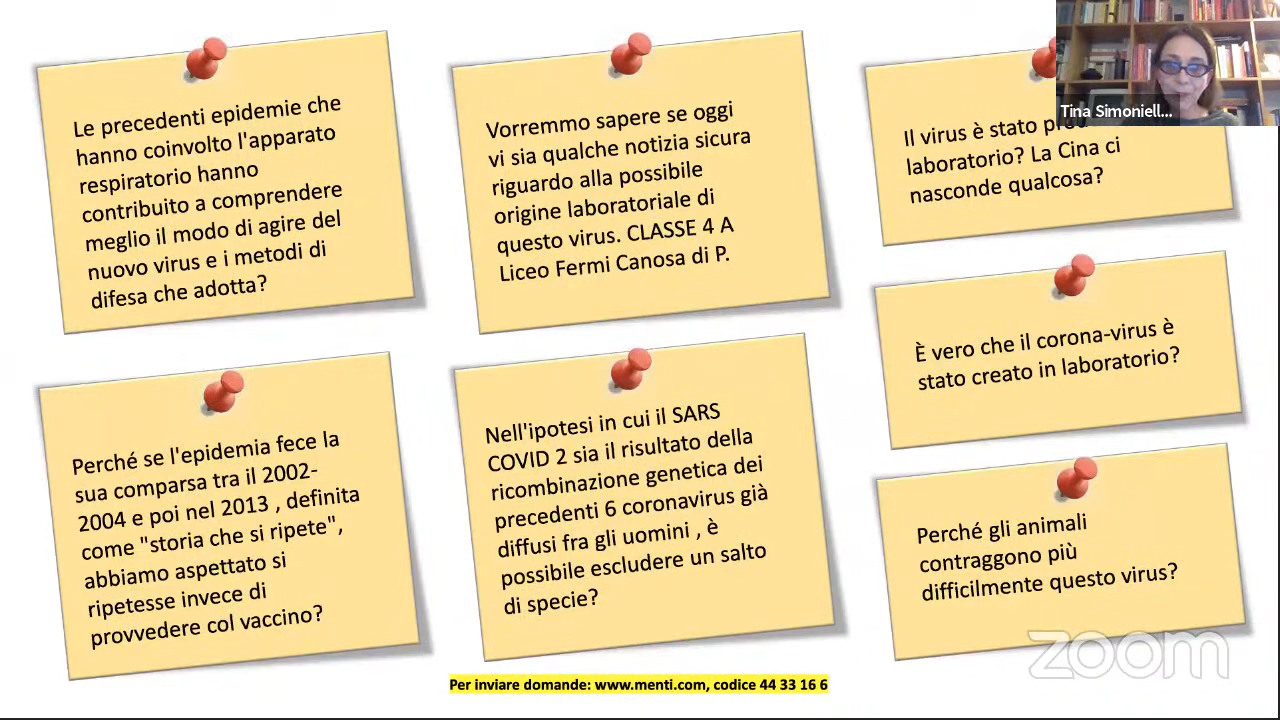 Le precedenti epidemie che
hanno coinvolto l'apparato
respiratorio hanno
contribuito a comprendere
meglio il modo di agire del
nuovo virus e i metodi di
difesa che adotta?
Vorremmo sapere se oggi
vi sia qualche notizia sicura
riguardo alla possibile
origine laboratoriale di
questo virus. CLASSE 4 A
Liceo Fermi Canosa di P.
Tina Simoniell...
Il virus è stato
laboratorio? La Cina ci
nasconde qualcosa?
È vero che il corona-virus è
stato creato in laboratorio?
Perché se l'epidemia fece la
sua comparsa tra il 2002-
2004 e poi nel 2013 , definita
come "storia che si ripete",
abbiamo aspettato si
ripetesse invece di
provvedere col vaccino?
Nell'ipotesi in cui il SARS
COVID 2 sia il risultato della
ricombinazione genetica dei
precedenti 6 coronavirus già
diffusi fra gli uomini , è
possibile escludere un salto
di specie?
Perché gli animali
contraggono più
difficilmente questo virus?
zoom
Per inviare domande: www.menti.com, codice 44 33 16 6